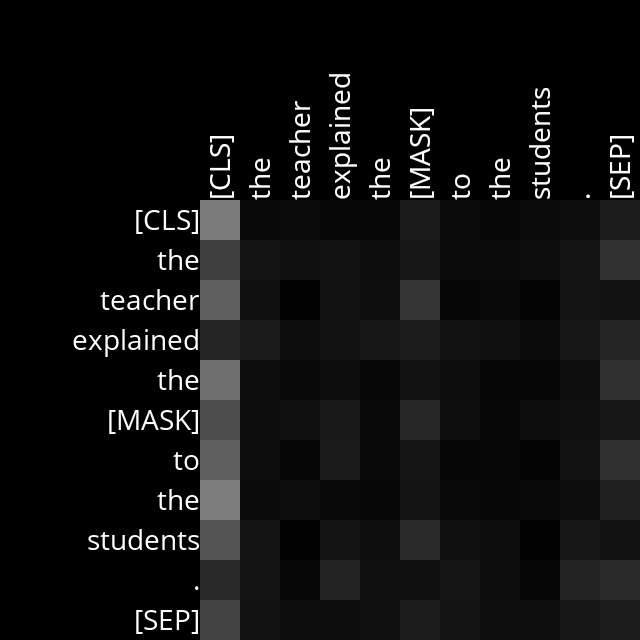 [CLS] the teacher explained the [MASK] to the students . [SEP]
[CLS]
the
teacher
explained
the
[MASK]
to
the
students
.
[SEP]